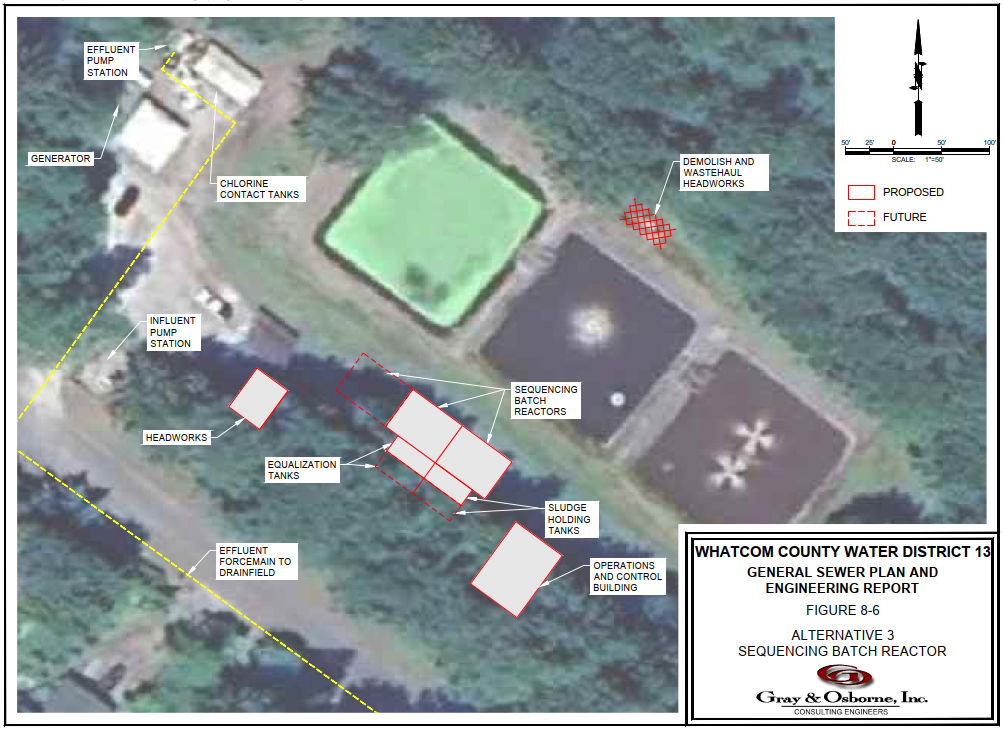 EFFLUENT
PUMP
STATION
GENERATOR
CHLORINE
CONTACT TANKS
INFLUENT
PUMP
STATION
HEADWORKS
EQUALIZATION
TANKS
EFFLUENT
FORCEMAIN TO
DRAINFIELD
SEQUENCING
BATCH
REACTORS
SLUDGE
HOLDING
TANKS
OPERATIONS
AND CONTROL
BUILDING
DEMOLISH AND
WASTEHAUL
HEADWORKS
50' 25' 0 50' 100'
SCALE: 1"=50'
PROPOSED
FUTURE
WHATCOM COUNTY WATER DISTRICT 13
GENERAL SEWER PLAN AND
ENGINEERING REPORT
FIGURE 8-6
ALTERNATIVE 3
SEQUENCING BATCH REACTOR
Gray & Osborne, Inc.
CONSULTING ENGINEERS